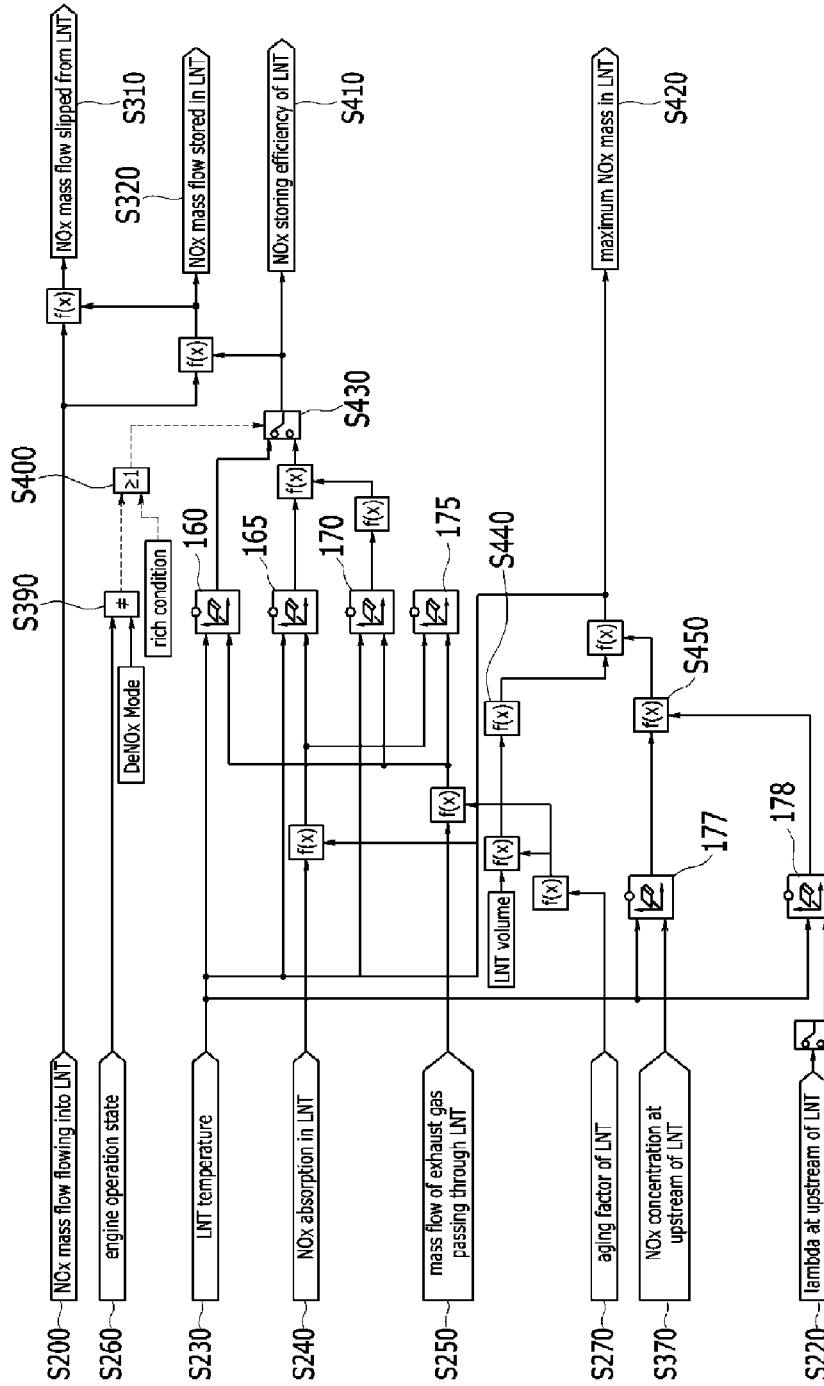 NOx mass flow slipped from LNT
S310
NOx mass flow stored in LNT
S320
NOx storing efficiency of LNT
S410
maximum NOx mass in LNT
S420
f(x)
f(x)
S430
S400
≥1
f(x)
f(x)
S390
≠
rich condition
DeNOx Mode
160
165
170
175
S440
f(x)
f(x)
S450
f(x)
f(x)
f(x)
f(x)
LNT volume
f(x)
177
178
S200
NOx mass flow flowing into LNT
S260
engine operation state
S230
LNT temperature
S240
NOx absorption in LNT
S250
mass flow of exhaust gas
passing through LNT
S270
aging factor of LNT
S370
NOx concentration at
upstream of LNT
S220
lambda at upstream of LNT